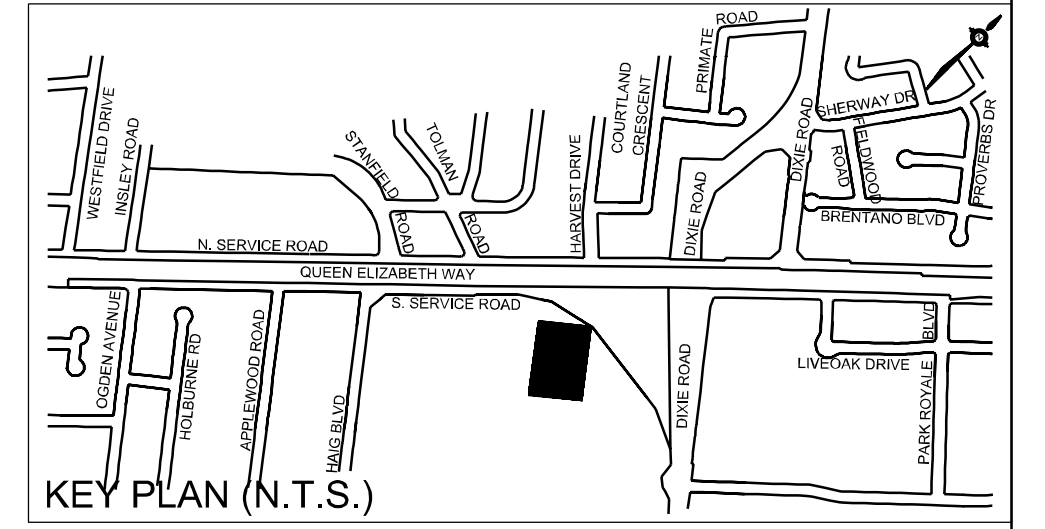 ROAD
PRIMATE
COURTLAND
CRESCENT
SHERWAY DR
WESTFIELD DRIVE
INSLEY ROAD
STANFIELD
ROAD
TOLMAN
ROAD
HARVEST DRIVE
DIXIE ROAD
DIXIE ROAD
FIELDWOOD
ROAD
PROVERBS DR
BRENTANO BLVD
N. SERVICE ROAD
QUEEN ELIZABETH WAY
S. SERVICE ROAD
OGDEN AVENUE
HOLBURNE RD
APPLEWOOD ROAD
HAIG BLVD
DIXIE ROAD
LIVEOAK DRIVE
PARK ROYALE
BLVD
KEY PLAN (N.T.S.)